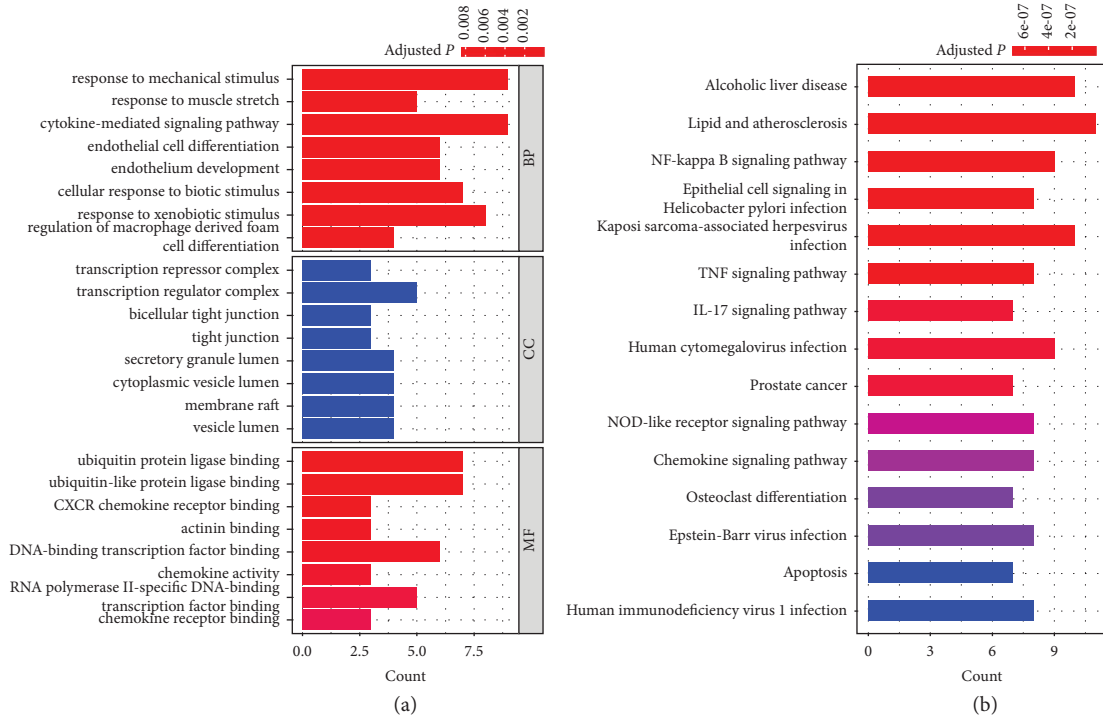 0.008
0.006
0.004
0.002
Adjusted P
response to mechanical stimulus
response to muscle stretch
cytokine-mediated signaling pathway
endothelial cell differentiation
endothelium development
cellular response to biotic stimulus
response to xenobiotic stimulus
regulation of macrophage derived foam
cell differentiation
BP
transcription repressor complex
transcription regulator complex
bicellular tight junction
tight junction
secretory granule lumen
cytoplasmic vesicle lumen
membrane raft
vesicle lumen
CC
ubiquitin protein ligase binding
ubiquitin-like protein ligase binding
CXCR chemokine receptor binding
actinin binding
DNA-binding transcription factor binding
chemokine activity
RNA polymerase II-specific DNA-binding
transcription factor binding
chemokine receptor binding
MF
0.0 2.5 5.0 7.5
Count
(a)
6e-07
4e-07
2e-07
Adjusted P
Alcoholic liver disease
Lipid and atherosclerosis
NF-kappa B signaling pathway
Epithelial cell signaling in
Helicobacter pylori infection
Kaposi sarcoma-associated herpesvirus
infection
TNF signaling pathway
IL-17 signaling pathway
Human cytomegalovirus infection
Prostate cancer
NOD-like receptor signaling pathway
Chemokine signaling pathway
Osteoclast differentiation
Epstein-Barr virus infection
Apoptosis
Human immunodeficiency virus 1 infection
0 3 6 9
Count
(b)